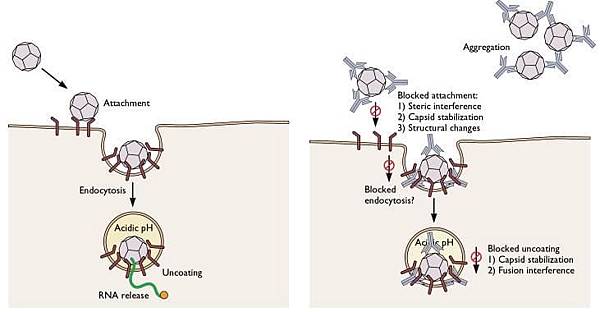 Attachment
Endocytosis
Acidic pH
Uncoating
RNA release
Aggregation
Blocked attachment:
1) Steric interference
2) Capsid stabilization
3) Structural changes
Blocked
endocytosis?
Acidic pH
Blocked uncoating
1) Capsid stabilization
2) Fusion interference